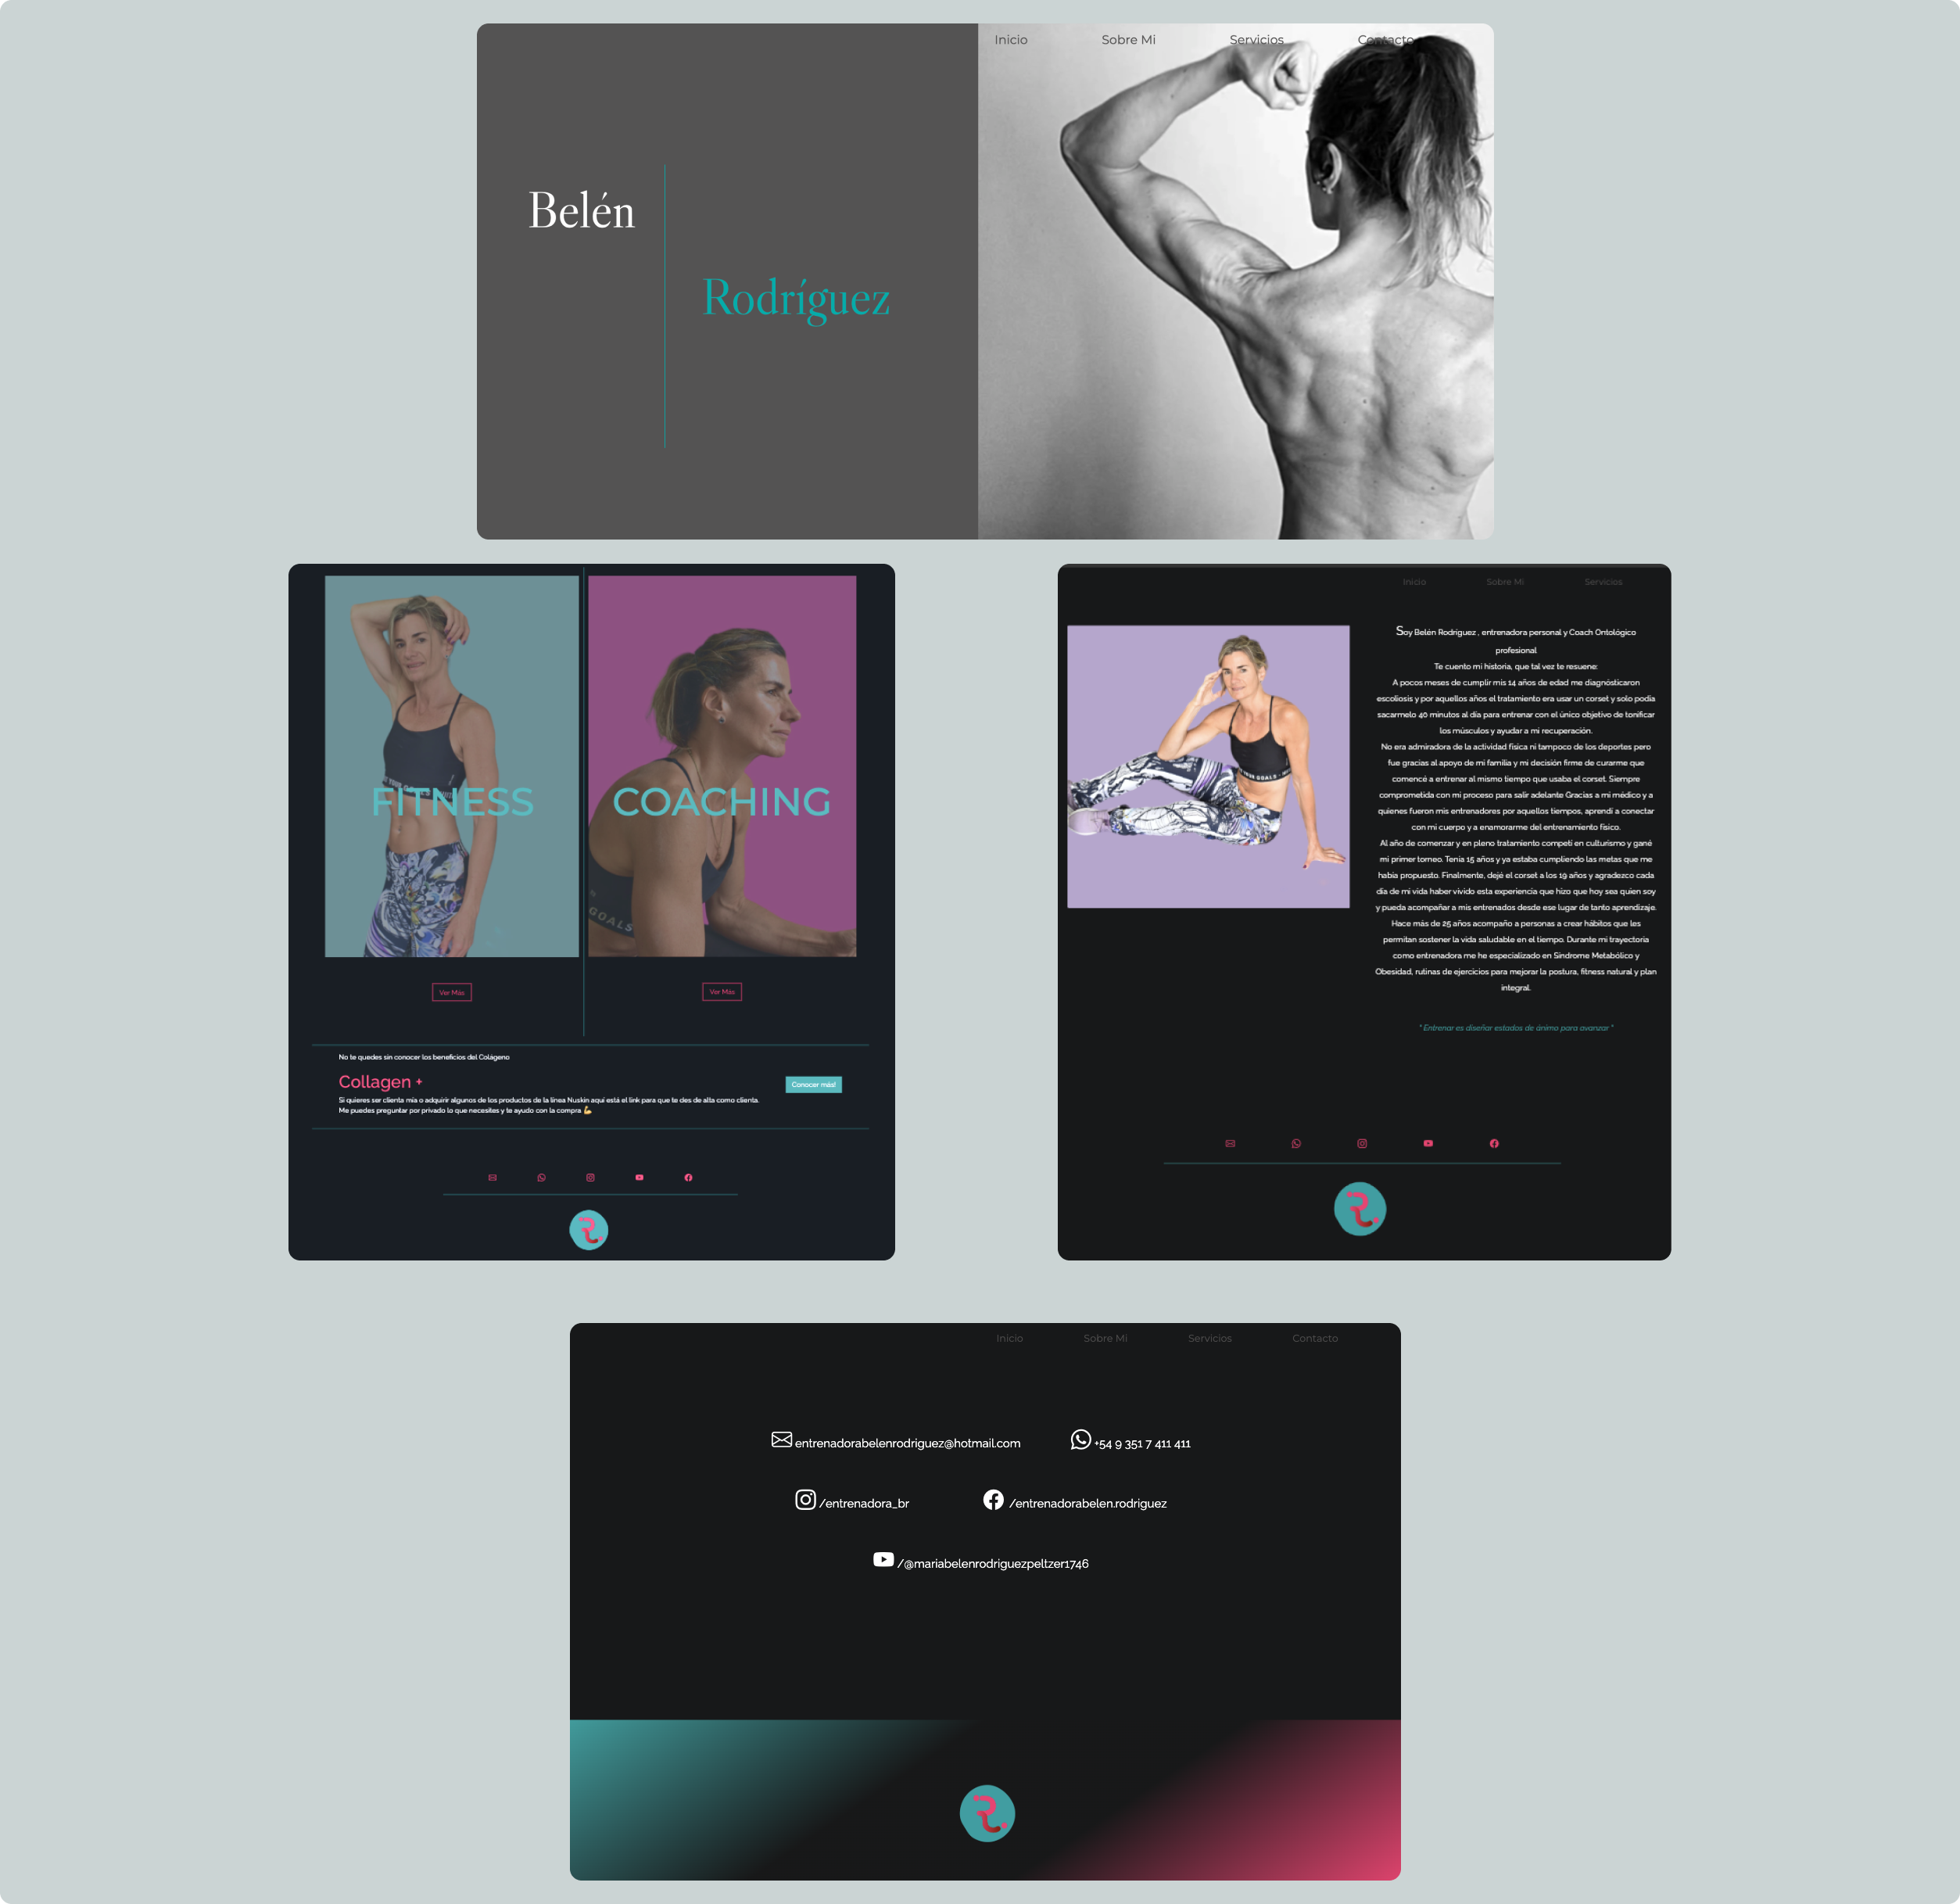 Inicio Sobre Mi Servicios Contacto
Belén
Rodríguez
FITNESS
COACHING
GOALS
Ver Más
Ver Más
No te quedes sin conocer los beneficios del Colágeno
Collagen +
Conocer más!
Si quieres ser clienta mía o adquirir algunos de los productos de la línea Nuskin aquí está el link para que te des de alta como clienta.
Me puedes preguntar por privado lo que necesites y te ayudo con la compra 💪
Inicio Sobre Mi Servicios
Soy Belén Rodríguez , entrenadora personal y Coach Ontológico
profesional
Te cuento mi historia, que tal vez te resuene:
A pocos meses de cumplir mis 14 años de edad me diagnósticaron
escoliosis y por aquellos años el tratamiento era usar un corset y solo podía
sacarmelo 40 minutos al día para entrenar con el único objetivo de tonificar
los músculos y ayudar a mi recuperación.
No era admiradora de la actividad física ni tampoco de los deportes pero
fue gracias al apoyo de mi familia y mi decisión firme de curarme que
comencé a entrenar al mismo tiempo que usaba el corset. Siempre
comprometida con mi proceso para salir adelante Gracias a mi médico y a
quienes fueron mis entrenadores por aquellos tiempos, aprendí a conectar
con mi cuerpo y a enamorarme del entrenamiento físico.
Al año de comenzar y en pleno tratamiento competí en culturismo y gané
mi primer torneo. Tenía 15 años y ya estaba cumpliendo las metas que me
había propuesto. Finalmente, dejé el corset a los 19 años y agradezco cada
día de mi vida haber vivido esta experiencia que hizo que hoy sea quien soy
y pueda acompañar a mis entrenados desde ese lugar de tanto aprendizaje.
Hace más de 25 años acompaño a personas a crear hábitos que les
permitan sostener la vida saludable en el tiempo. Durante mi trayectoria
como entrenadora me he especializado en Síndrome Metabólico y
Obesidad, rutinas de ejercicios para mejorar la postura, fitness natural y plan
integral.
" Entrenar es diseñar estados de ánimo para avanzar "
Inicio Sobre Mi Servicios Contacto
entrenadorabelenrodriguez@hotmail.com
+54 9 351 7 411 411
/entrenadora_br
/entrenadorabelen.rodriguez
/@mariabelenrodriguezpeltzer1746